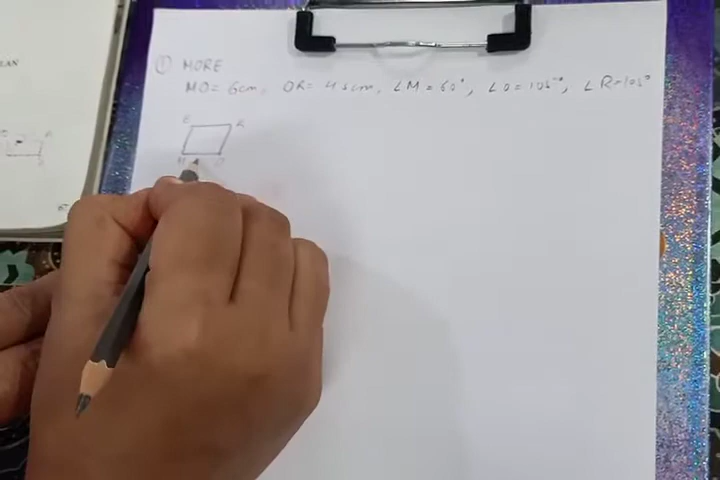 ① MORE
MO = 6cm, OR = 4.5cm, ∠M = 60°, ∠O = 105°, ∠R = 105°
E R
M O